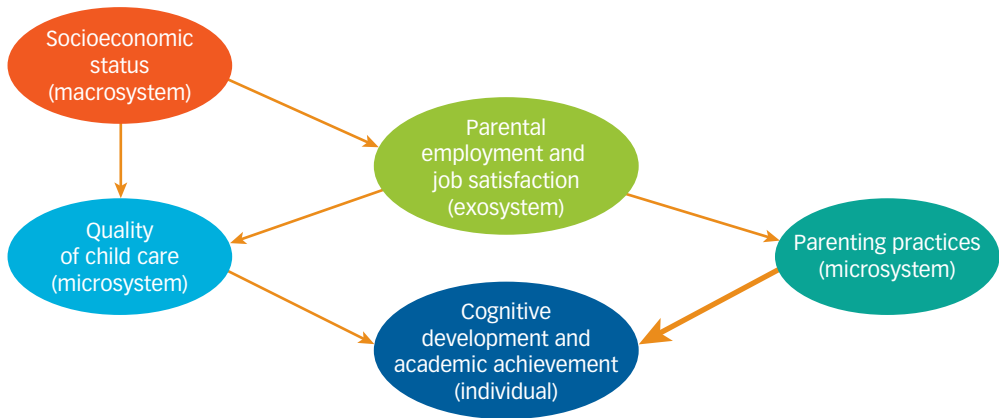 Socioeconomic
status
(macrosystem)
Parental
employment and
job satisfaction
(exosystem)
Quality
of child care
(microsystem)
Parenting practices
(microsystem)
Cognitive
development and
academic achievement
(individual)